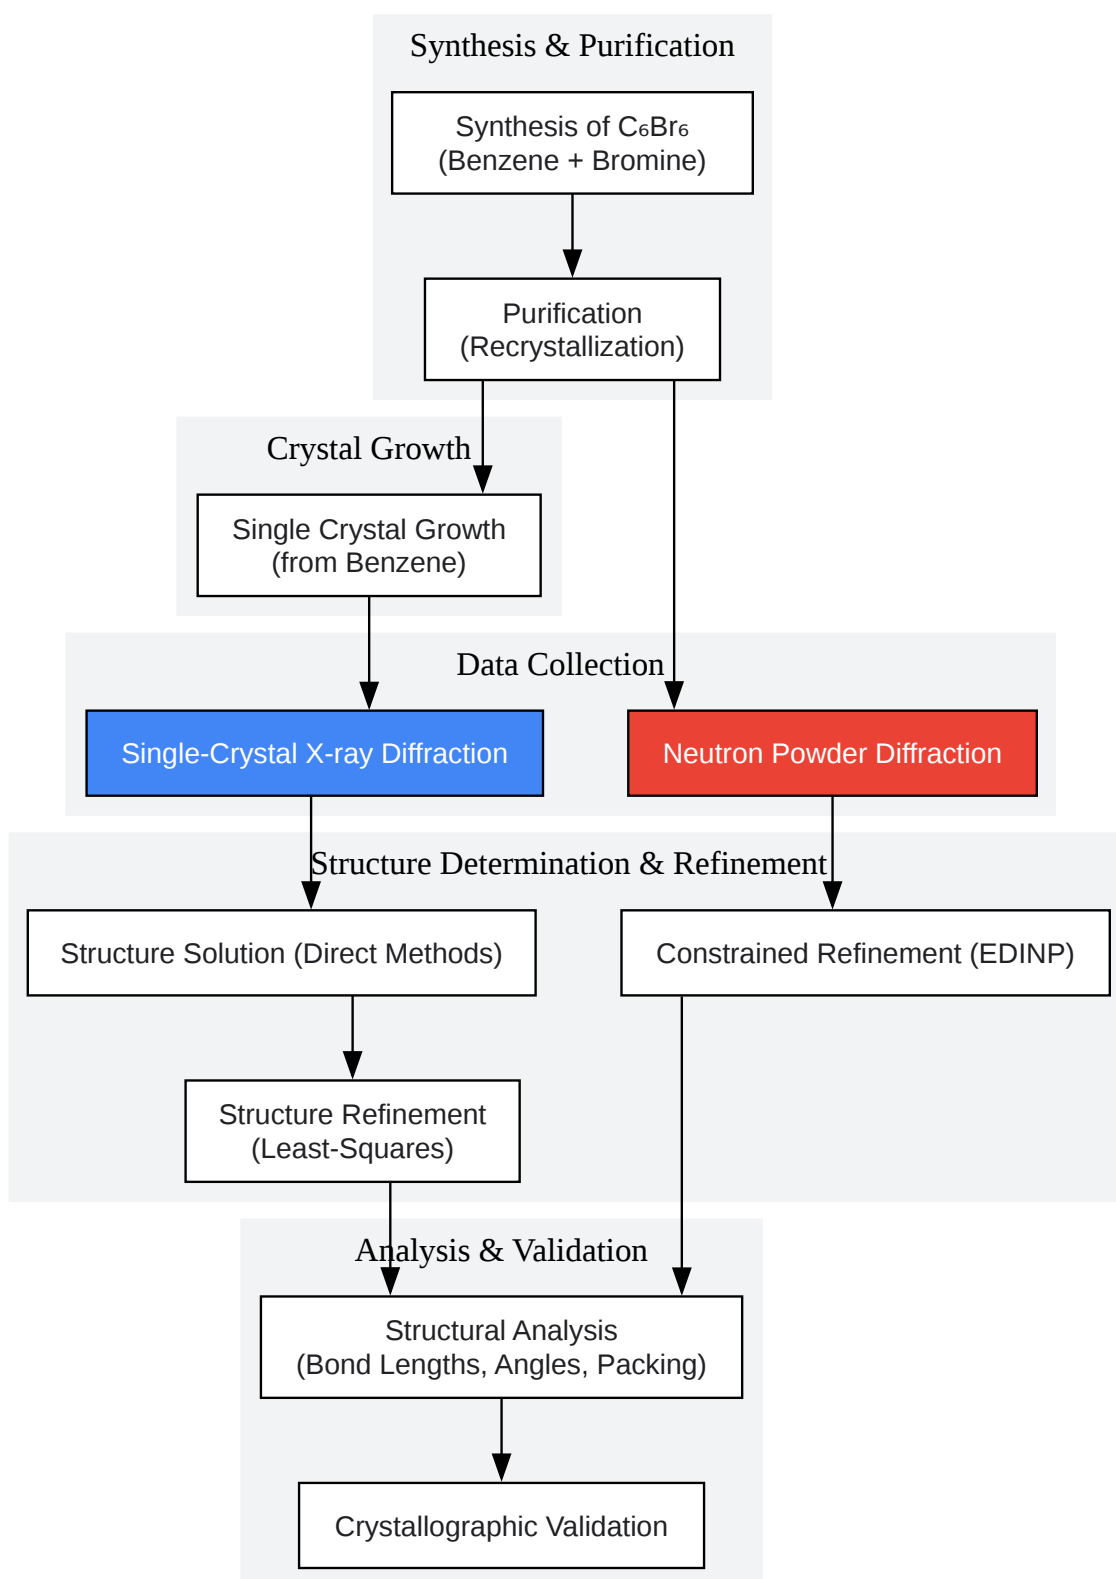 Synthesis & Purification
Synthesis of C₆Br₆
(Benzene + Bromine)
Purification
(Recrystallization)
Crystal Growth
Single Crystal Growth
(from Benzene)
Data Collection
Single-Crystal X-ray Diffraction
Neutron Powder Diffraction
Structure Determination & Refinement
Structure Solution (Direct Methods)
Constrained Refinement (EDINP)
Structure Refinement
(Least-Squares)
Analysis & Validation
Structural Analysis
(Bond Lengths, Angles, Packing)
Crystallographic Validation